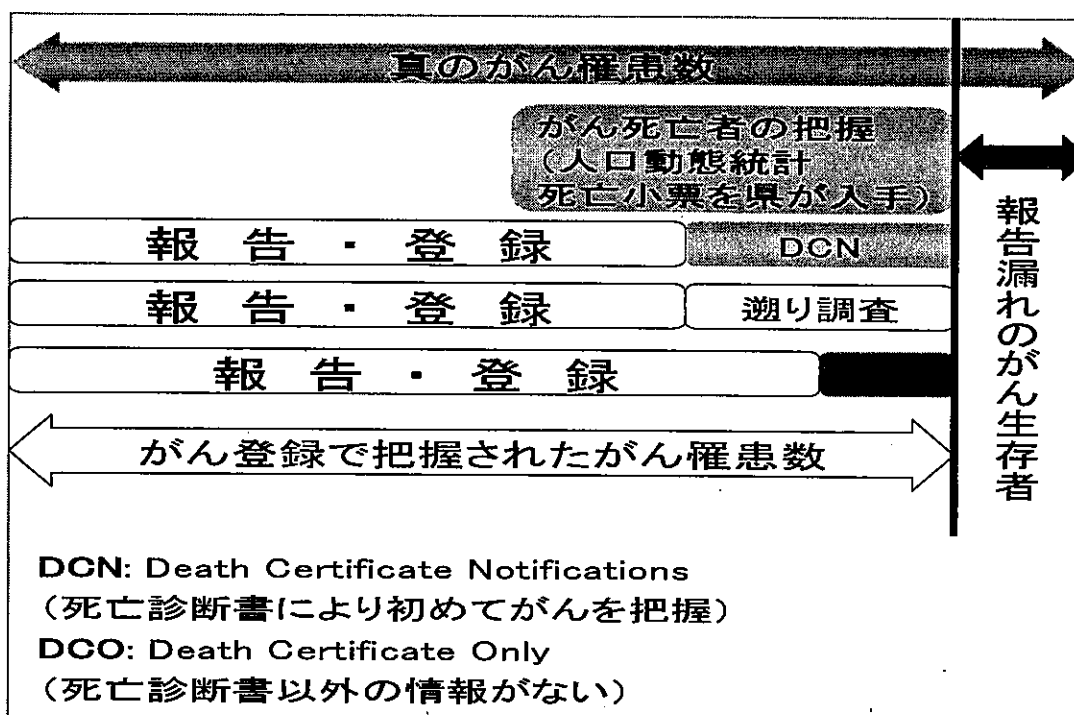 真のがん罹患数
がん死亡者の把握
（人口動態統計
死亡小票を県が入手）
報告・登録
DCN
報告・登録
遡り調査
報告・登録
がん登録で把握されたがん罹患数
報告漏れのがん生存者
DCN: Death Certificate Notifications
（死亡診断書により初めてがんを把握）
DCO: Death Certificate Only
（死亡診断書以外の情報がない）